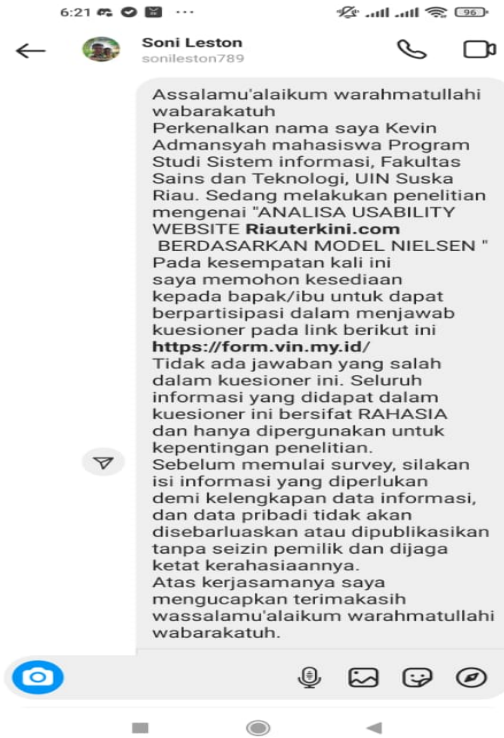 6:21
96
Soni Leston
sonileston789
Assalamu'alaikum warahmatullahi
wabarakatuh
Perkenalkan nama saya Kevin
Admansyah mahasiswa Program
Studi Sistem informasi, Fakultas
Sains dan Teknologi, UIN Suska
Riau. Sedang melakukan penelitian
mengenai "ANALISA USABILITY
WEBSITE Riauterkini.com
BERDASARKAN MODEL NIELSEN "
Pada kesempatan kali ini
saya memohon kesediaan
kepada bapak/ibu untuk dapat
berpartisipasi dalam menjawab
kuesioner pada link berikut ini
https://form.vin.my.id/
Tidak ada jawaban yang salah
dalam kuesioner ini. Seluruh
informasi yang didapat dalam
kuesioner ini bersifat RAHASIA
dan hanya dipergunakan untuk
kepentingan penelitian.
Sebelum memulai survey, silakan
isi informasi yang diperlukan
demi kelengkapan data informasi,
dan data pribadi tidak akan
disebarluaskan atau dipublikasikan
tanpa seizin pemilik dan dijaga
ketat kerahasiaannya.
Atas kerjasamanya saya
mengucapkan terimakasih
wassalamu'alaikum warahmatullahi
wabarakatuh.